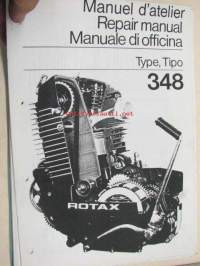 Manuel d'atelier
Repair manual
Manuale di officina
Type, Tipo
348
ROTAX